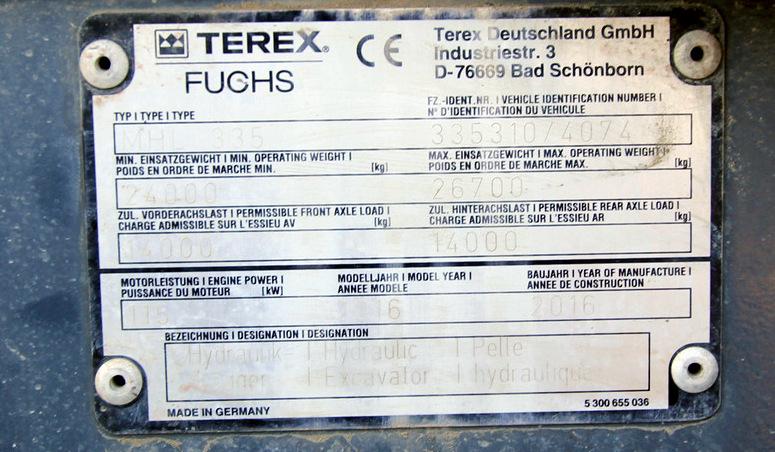 TEREX®
FUCHS
CE
Terex Deutschland GmbH
Industriestr. 3
D-76669 Bad Schönborn
TYP I TYPE I TYPE
MHL 335
FZ.-IDENT.NR. I VEHICLE IDENTIFICATION NUMBER I
N° D'IDENTIFICATION DU VEHICULE
335310/4074
MIN. EINSATZGEWICHT I MIN. OPERATING WEIGHT I
POIDS EN ORDRE DE MARCHE MIN. [kg]
24000
MAX. EINSATZGEWICHT I MAX. OPERATING WEIGHT I
POIDS EN ORDRE DE MARCHE MAX. [kg]
26700
ZUL. VORDERACHSLAST I PERMISSIBLE FRONT AXLE LOAD I
CHARGE ADMISSIBLE SUR L'ESSIEU AV [kg]
14000
ZUL. HINTERACHSLAST I PERMISSIBLE REAR AXLE LOAD I
CHARGE ADMISSIBLE SUR L'ESSIEU AR [kg]
14000
MOTORLEISTUNG I ENGINE POWER I
PUISSANCE DU MOTEUR [kW]
MODELLJAHR I MODEL YEAR I
ANNEE MODELE
16
BAUJAHR I YEAR OF MANUFACTURE I
ANNEE DE CONSTRUCTION
2016
BEZEICHNUNG I DESIGNATION I DESIGNATION
Hydraulik- I Hydraulic I Pelle
I Excavator I hydraulique
MADE IN GERMANY
5 300 655 036